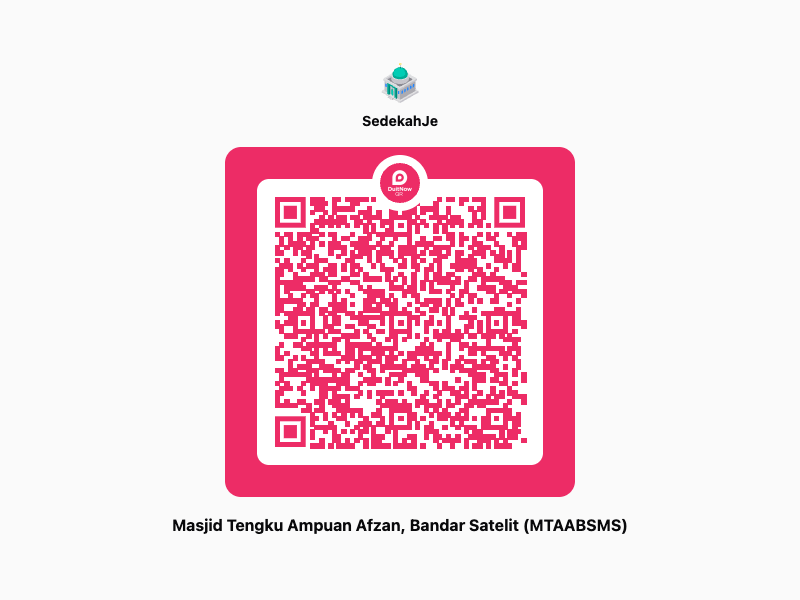 SedekahJe
DuitNow
QR
Masjid Tengku Ampuan Afzan, Bandar Satelit (MTAABSMS)